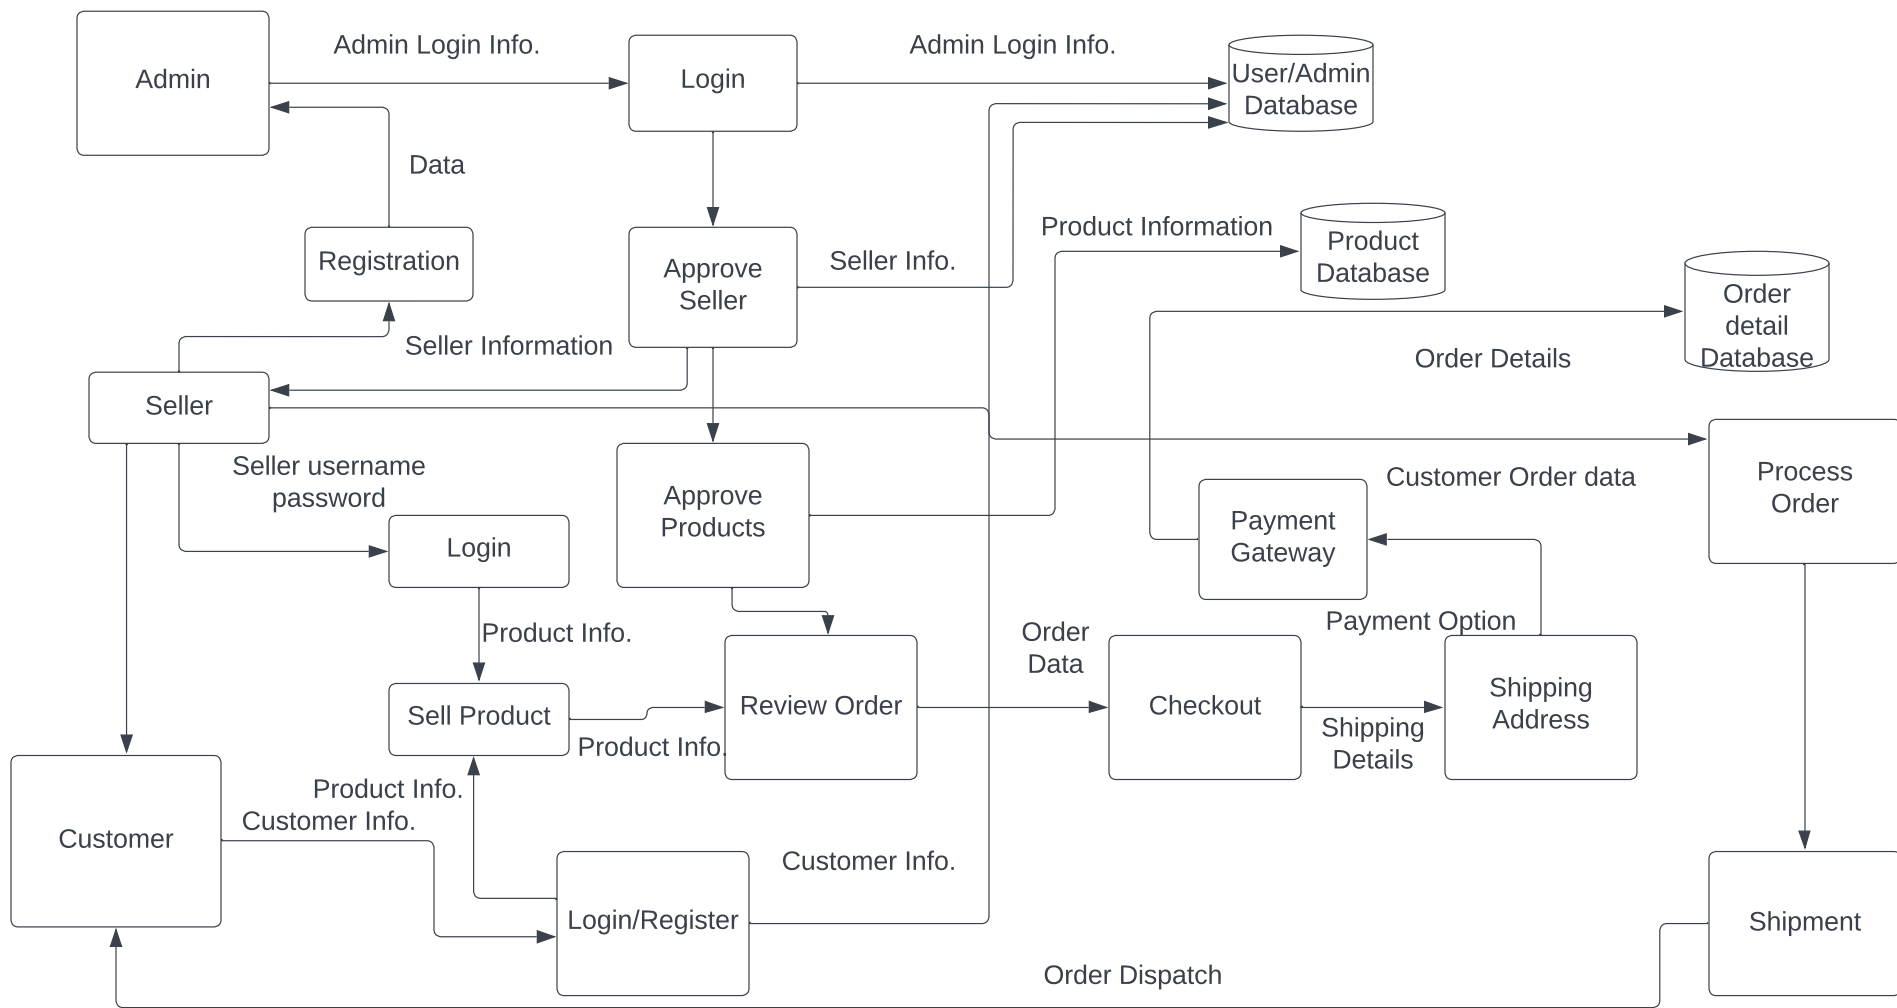 Admin Login Info.
Admin Login Info.
Admin
Login
User/Admin
Database
Data
Registration
Approve
Seller
Seller Info.
Product Information
Product
Database
Order
detail
Database
Seller Information
Order Details
Seller
Seller username
password
Approve
Products
Customer Order data
Process
Order
Payment
Gateway
Login
Product Info.
Order
Data
Payment Option
Sell Product
Review Order
Checkout
Shipping
Address
Product Info.
Shipping
Details
Product Info.
Customer Info.
Customer
Customer Info.
Login/Register
Shipment
Order Dispatch